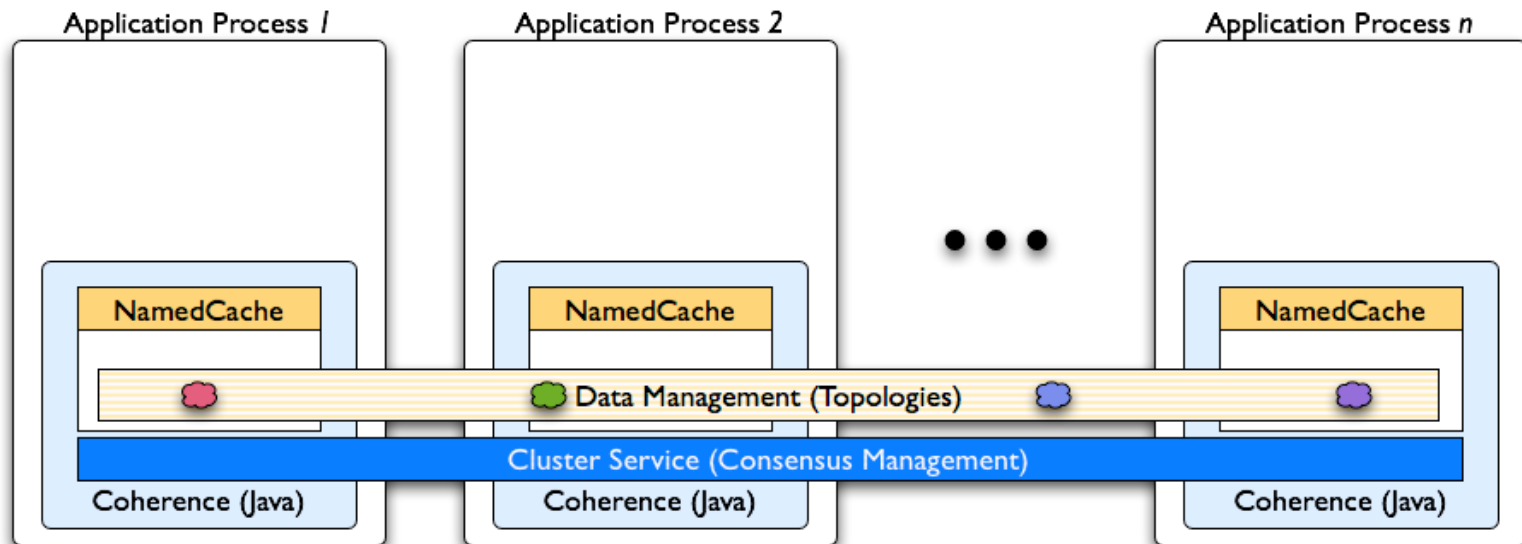 Application Process 1
Application Process 2
Application Process n
NamedCache
NamedCache
NamedCache
Data Management (Topologies)
Cluster Service (Consensus Management)
Coherence (Java)
Coherence (Java)
Coherence (Java)